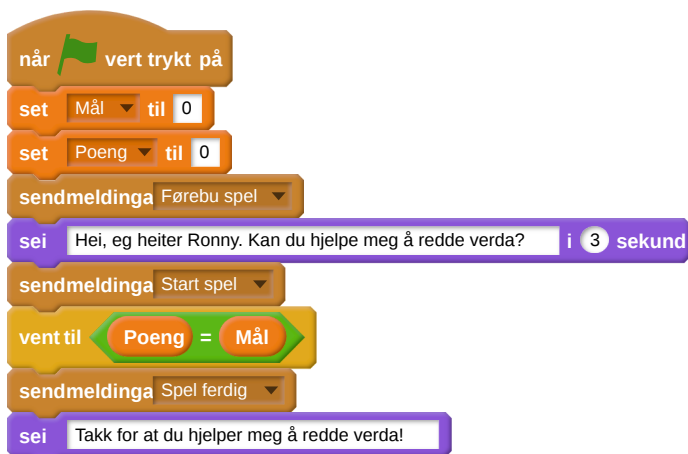 når vert trykt på
set Mål til 0
set Poeng til 0
sendmeldinga Førebu spel
sei Hei, eg heiter Ronny. Kan du hjelpe meg å redde verda? i 3 sekund
sendmeldinga Start spel
vent til Poeng = Mål
sendmeldinga Spel ferdig
sei Takk for at du hjelper meg å redde verda!